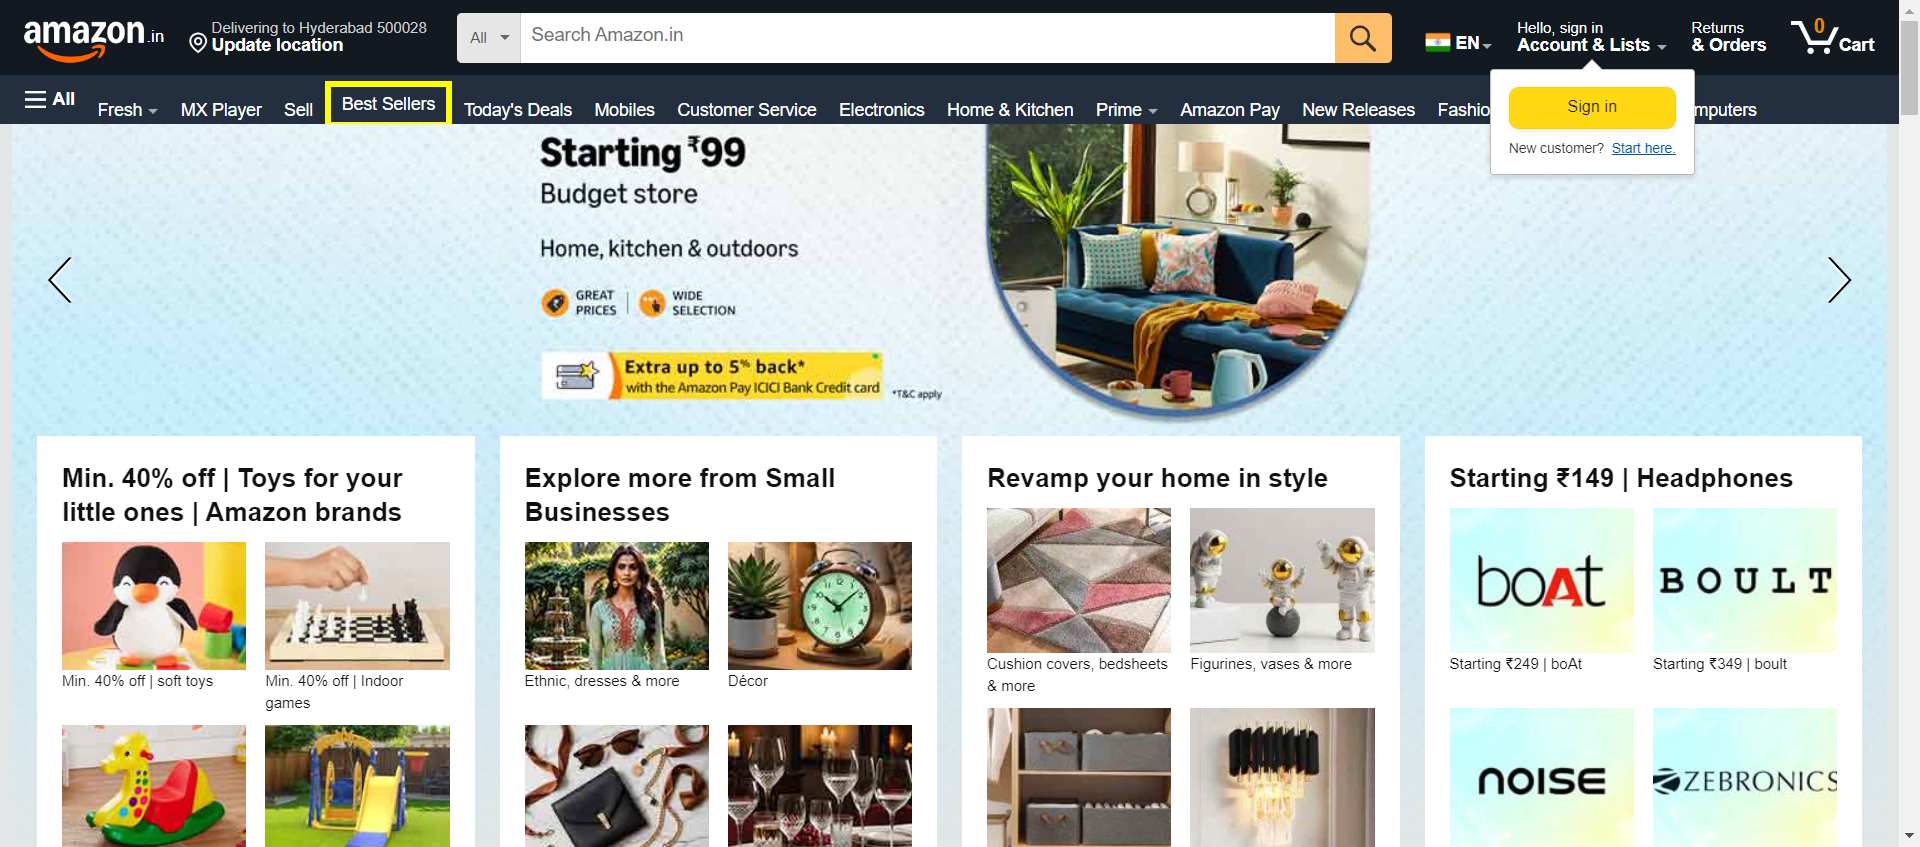 amazon.in
Delivering to Hyderabad 500028
Update location
All
Search Amazon.in
EN
Hello, sign in
Account & Lists
Returns
& Orders
0
Cart
All
Fresh
MX Player
Sell
Best Sellers
Today's Deals
Mobiles
Customer Service
Electronics
Home & Kitchen
Prime
Amazon Pay
New Releases
Fashio
mputers
Sign in
New customer? Start here.
Starting ₹99
Budget store
Home, kitchen & outdoors
GREAT
PRICES
WIDE
SELECTION
Extra up to 5% back*
with the Amazon Pay ICICI Bank Credit card
*T&C apply
Min. 40% off | Toys for your
little ones | Amazon brands
Min. 40% off | soft toys
Min. 40% off | Indoor
games
Explore more from Small
Businesses
Ethnic, dresses & more
Décor
Revamp your home in style
Cushion covers, bedsheets
& more
Figurines, vases & more
Starting ₹149 | Headphones
boAt
BOULT
Starting ₹249 | boAt
Starting ₹349 | boult
noise
ZEBRONICS